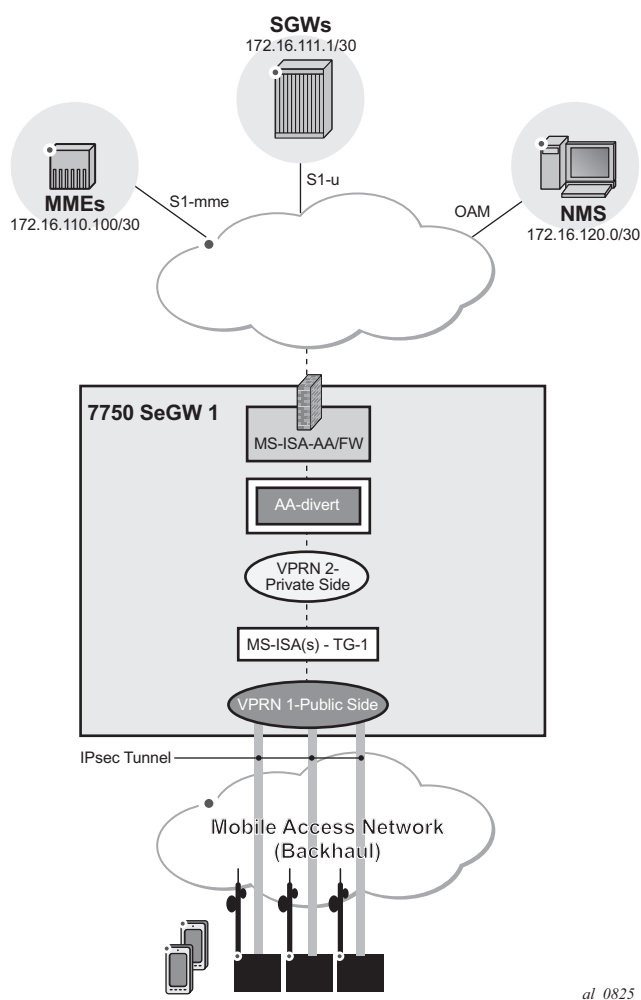 SGWs
172.16.111.1/30
MMEs
172.16.110.100/30
S1-mme
S1-u
OAM
NMS
172.16.120.0/30
7750 SeGW 1
MS-ISA-AA/FW
AA-divert
VPRN 2-
Private Side
MS-ISA(s) - TG-1
VPRN 1-Public Side
IPsec Tunnel
Mobile Access Network
(Backhaul)
al_0825